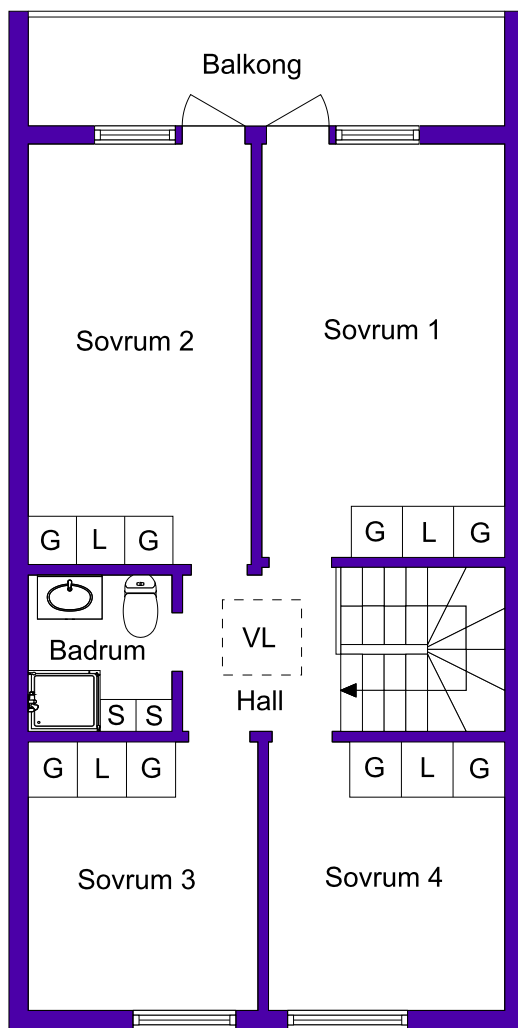 Balkong
Sovrum 2
Sovrum 1
G L G
G L G
VL
Badrum
Hall
S S
G L G
G L G
Sovrum 3
Sovrum 4